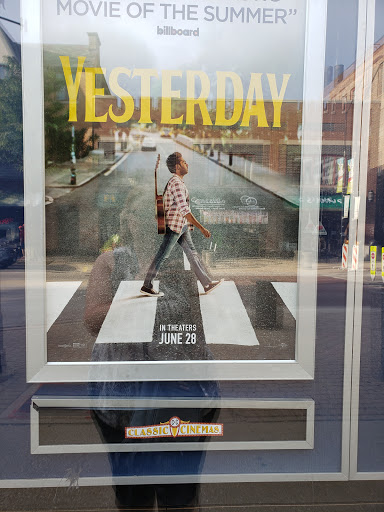 MOVIE OF THE SUMMER”
billboard
YESTERDAY
IN THEATERS
JUNE 28
CLASSIC CINEMAS